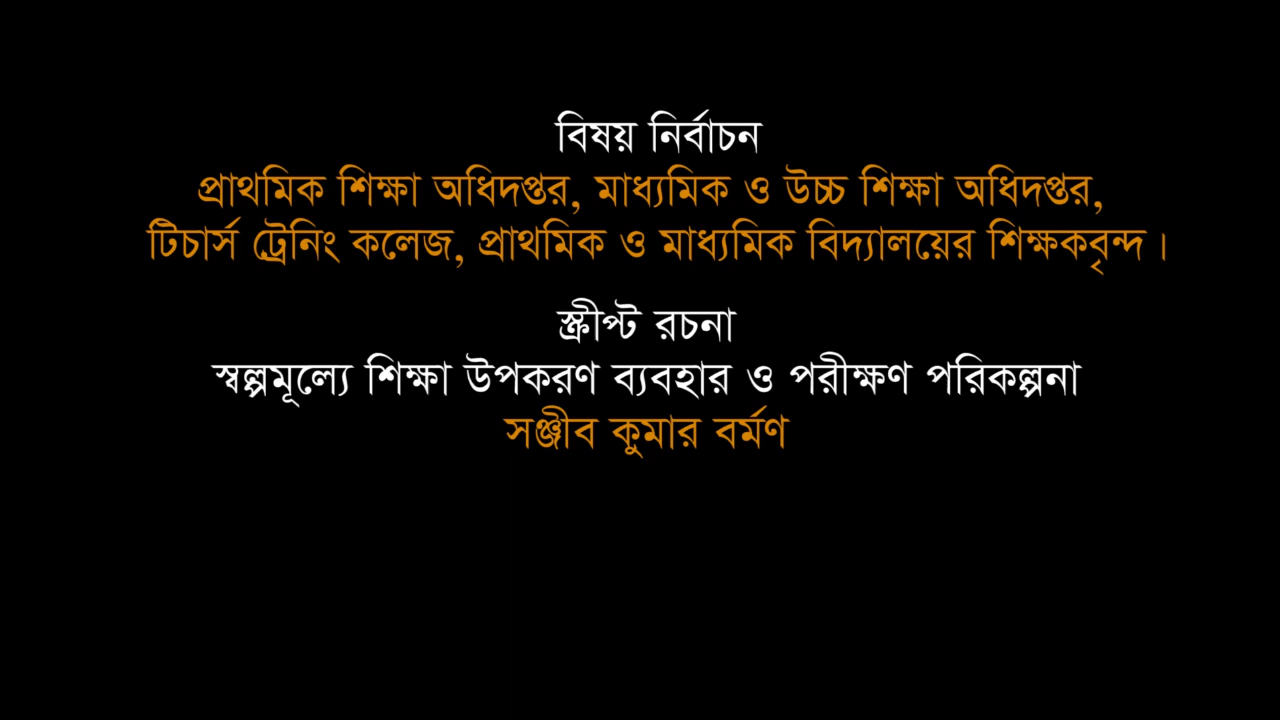 বিষয় নির্বাচন
প্রাথমিক শিক্ষা অধিদপ্তর, মাধ্যমিক ও উচ্চ শিক্ষা অধিদপ্তর,
টিচার্স ট্রেনিং কলেজ, প্রাথমিক ও মাধ্যমিক বিদ্যালয়ের শিক্ষকবৃন্দ।
স্ক্রীপ্ট রচনা
স্বল্পমূল্যে শিক্ষা উপকরণ ব্যবহার ও পরীক্ষণ পরিকল্পনা
সঞ্জীব কুমার বর্মণ